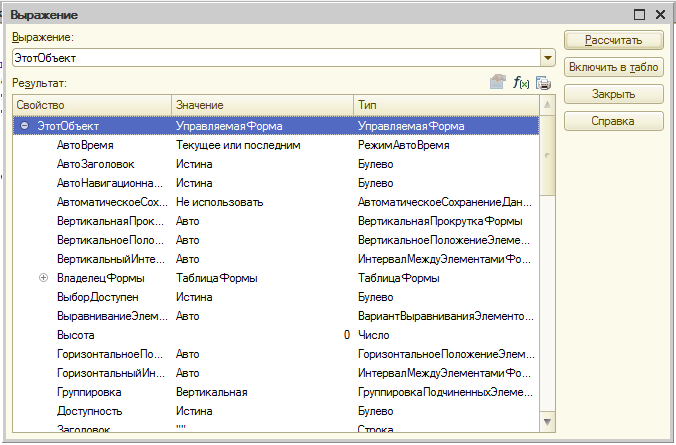 Выражение
Выражение:
ЭтотОбъект
Рассчитать
Включить в табло
Закрыть
Справка
Результат:
f(x)
Свойство Значение Тип
ЭтотОбъект УправляемаяФорма УправляемаяФорма
АвтоВремя Текущее или последним РежимАвтоВремя
АвтоЗаголовок Истина Булево
АвтоНавигационна... Истина Булево
АвтоматическоеСох... Не использовать АвтоматическоеСохранениеДан...
ВертикальнаяПрок... Авто ВертикальнаяПрокруткаФормы
ВертикальноеПоло... Авто ВертикальноеПоложениеЭлеме...
ВертикальныйИнте... Авто ИнтервалМеждуЭлементамиФо...
ВладелецФормы ТаблицаФормы ТаблицаФормы
ВыборДоступен Истина Булево
ВыравниваниеЭлем... Авто ВариантВыравниванияЭлементо...
Высота 0 Число
ГоризонтальноеПо... Авто ГоризонтальноеПоложениеЭлем...
ГоризонтальныйИн... Авто ИнтервалМеждуЭлементамиФо...
Группировка Вертикальная ГруппировкаПодчиненныхЭлеме...
Доступность Истина Булево
Заголовок "" Строка